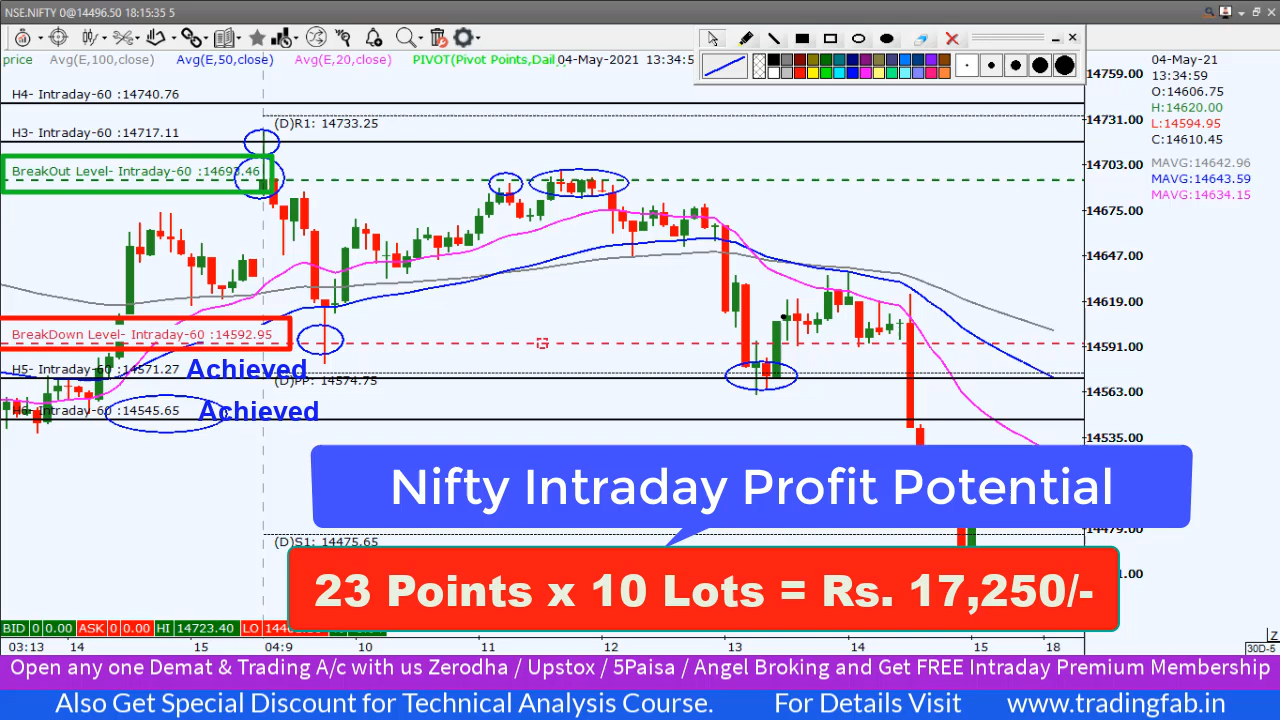 NSE.NIFTY 0@14496.50 18:15:35 5
price Avg(E,100,close) Avg(E,50,close) Avg(E,20,close) PIVOT(Pivot Points,Dail 04-May-2021 13:34:5
04-May-21
13:34:59
O:14606.75
H:14620.00
L:14594.95
C:14610.45
MAVG:14642.96
MAVG:14643.59
MAVG:14634.15
14759.00
14731.00
14703.00
14675.00
14647.00
14619.00
14591.00
14563.00
14535.00
H4- Intraday-60 :14740.76
(D)R1: 14733.25
H3- Intraday-60 :14717.11
BreakOut Level- Intraday-60 :14693.46
BreakDown Level- Intraday-60 :14592.95
H5- Intraday-60 :14571.27
Achieved
(D)PP: 14574.75
H6- Intraday-60 :14545.65
Achieved
Nifty Intraday Profit Potential
(D)S1: 14475.65
23 Points x 10 Lots = Rs. 17,250/-
BID 0 0.00 ASK 0 0.00 HI 14723.40 LO
03:13 14 15 04:9 10 11 12 13 14 15 18
30D-5
Z
Open any one Demat & Trading A/c with us Zerodha / Upstox / 5Paisa / Angel Broking and Get FREE Intraday Premium Membership
Also Get Special Discount for Technical Analysis Course. For Details Visit www.tradingfab.in